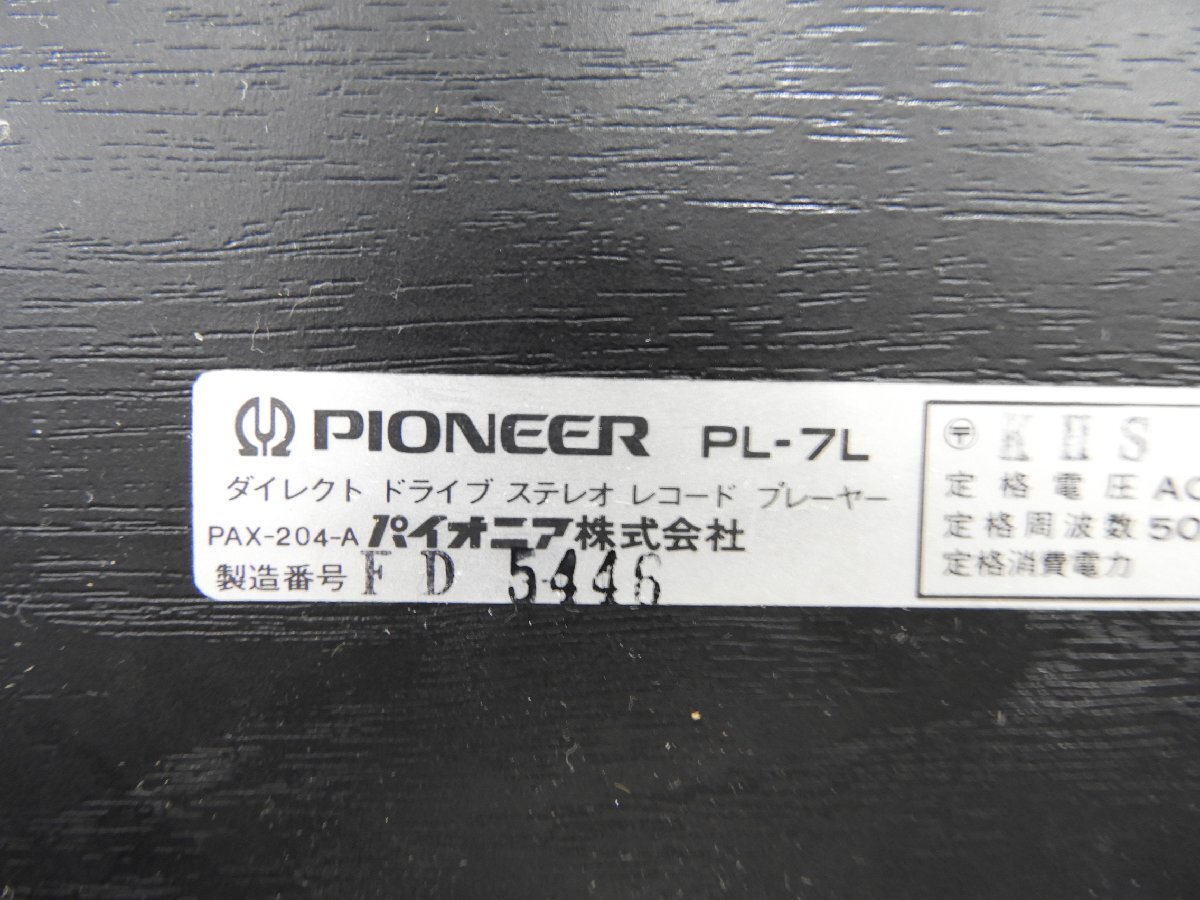 PIONEER PL-7L
ダイレクト ドライブ ステレオ レコード プレーヤー
PAX-204-A パイオニア株式会社
製造番号 FD 5446
〒 KHS
定格電圧 AC
定格周波数 50
定格消費電力